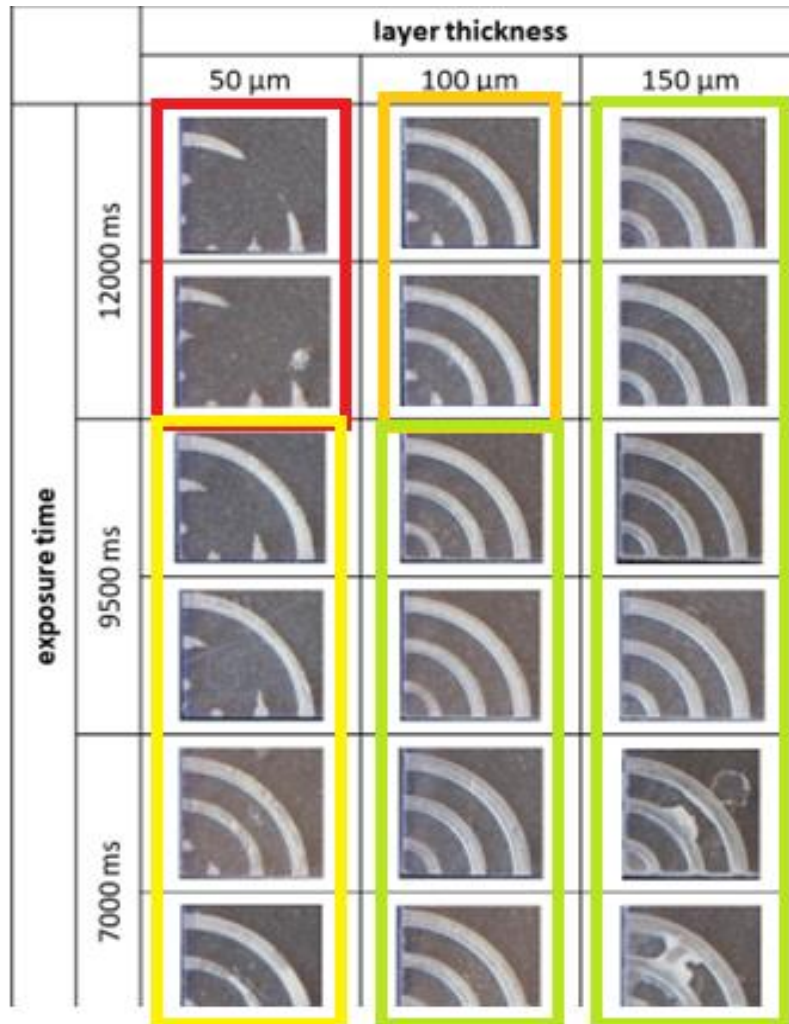 layer thickness
50 µm 100 µm 150 µm
exposure time
12000 ms
9500 ms
7000 ms